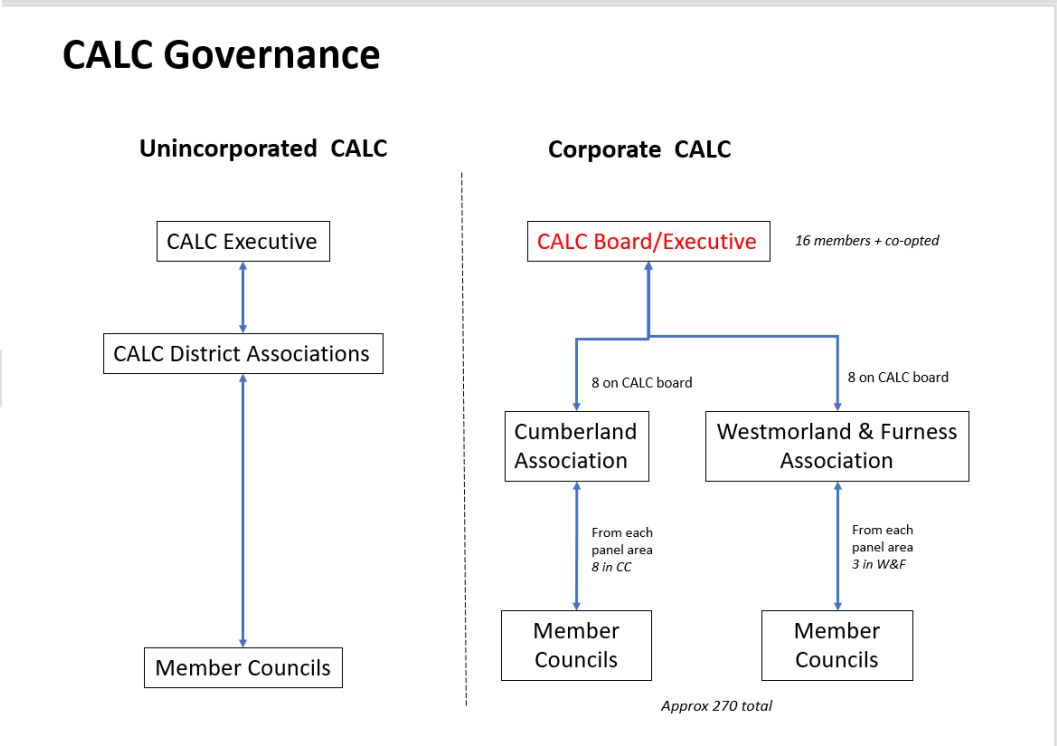 CALC Governance
Unincorporated CALC
Corporate CALC
CALC Executive
CALC District Associations
Member Councils
CALC Board/Executive
16 members + co-opted
8 on CALC board
8 on CALC board
Cumberland
Association
Westmorland & Furness
Association
From each
panel area
8 in CC
From each
panel area
3 in W&F
Member
Councils
Member
Councils
Approx 270 total